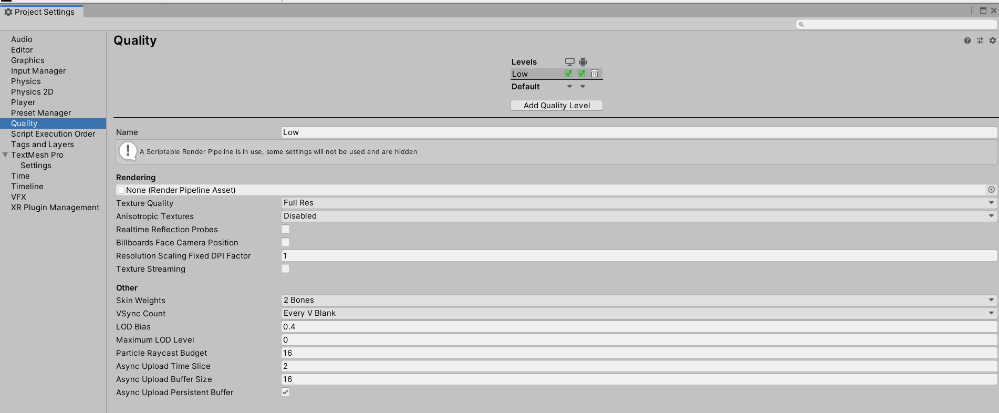 Project Settings
Audio
Editor
Graphics
Input Manager
Physics
Physics 2D
Player
Preset Manager
Quality
Script Execution Order
Tags and Layers
TextMesh Pro
Settings
Time
Timeline
VFX
XR Plugin Management
Quality
Levels
Low
Default
Add Quality Level
Name Low
A Scriptable Render Pipeline is in use, some settings will not be used and are hidden
Rendering
None (Render Pipeline Asset)
Texture Quality Full Res
Anisotropic Textures Disabled
Realtime Reflection Probes
Billboards Face Camera Position
Resolution Scaling Fixed DPI Factor 1
Texture Streaming
Other
Skin Weights 2 Bones
VSync Count Every V Blank
LOD Bias 0.4
Maximum LOD Level 0
Particle Raycast Budget 16
Async Upload Time Slice 2
Async Upload Buffer Size 16
Async Upload Persistent Buffer